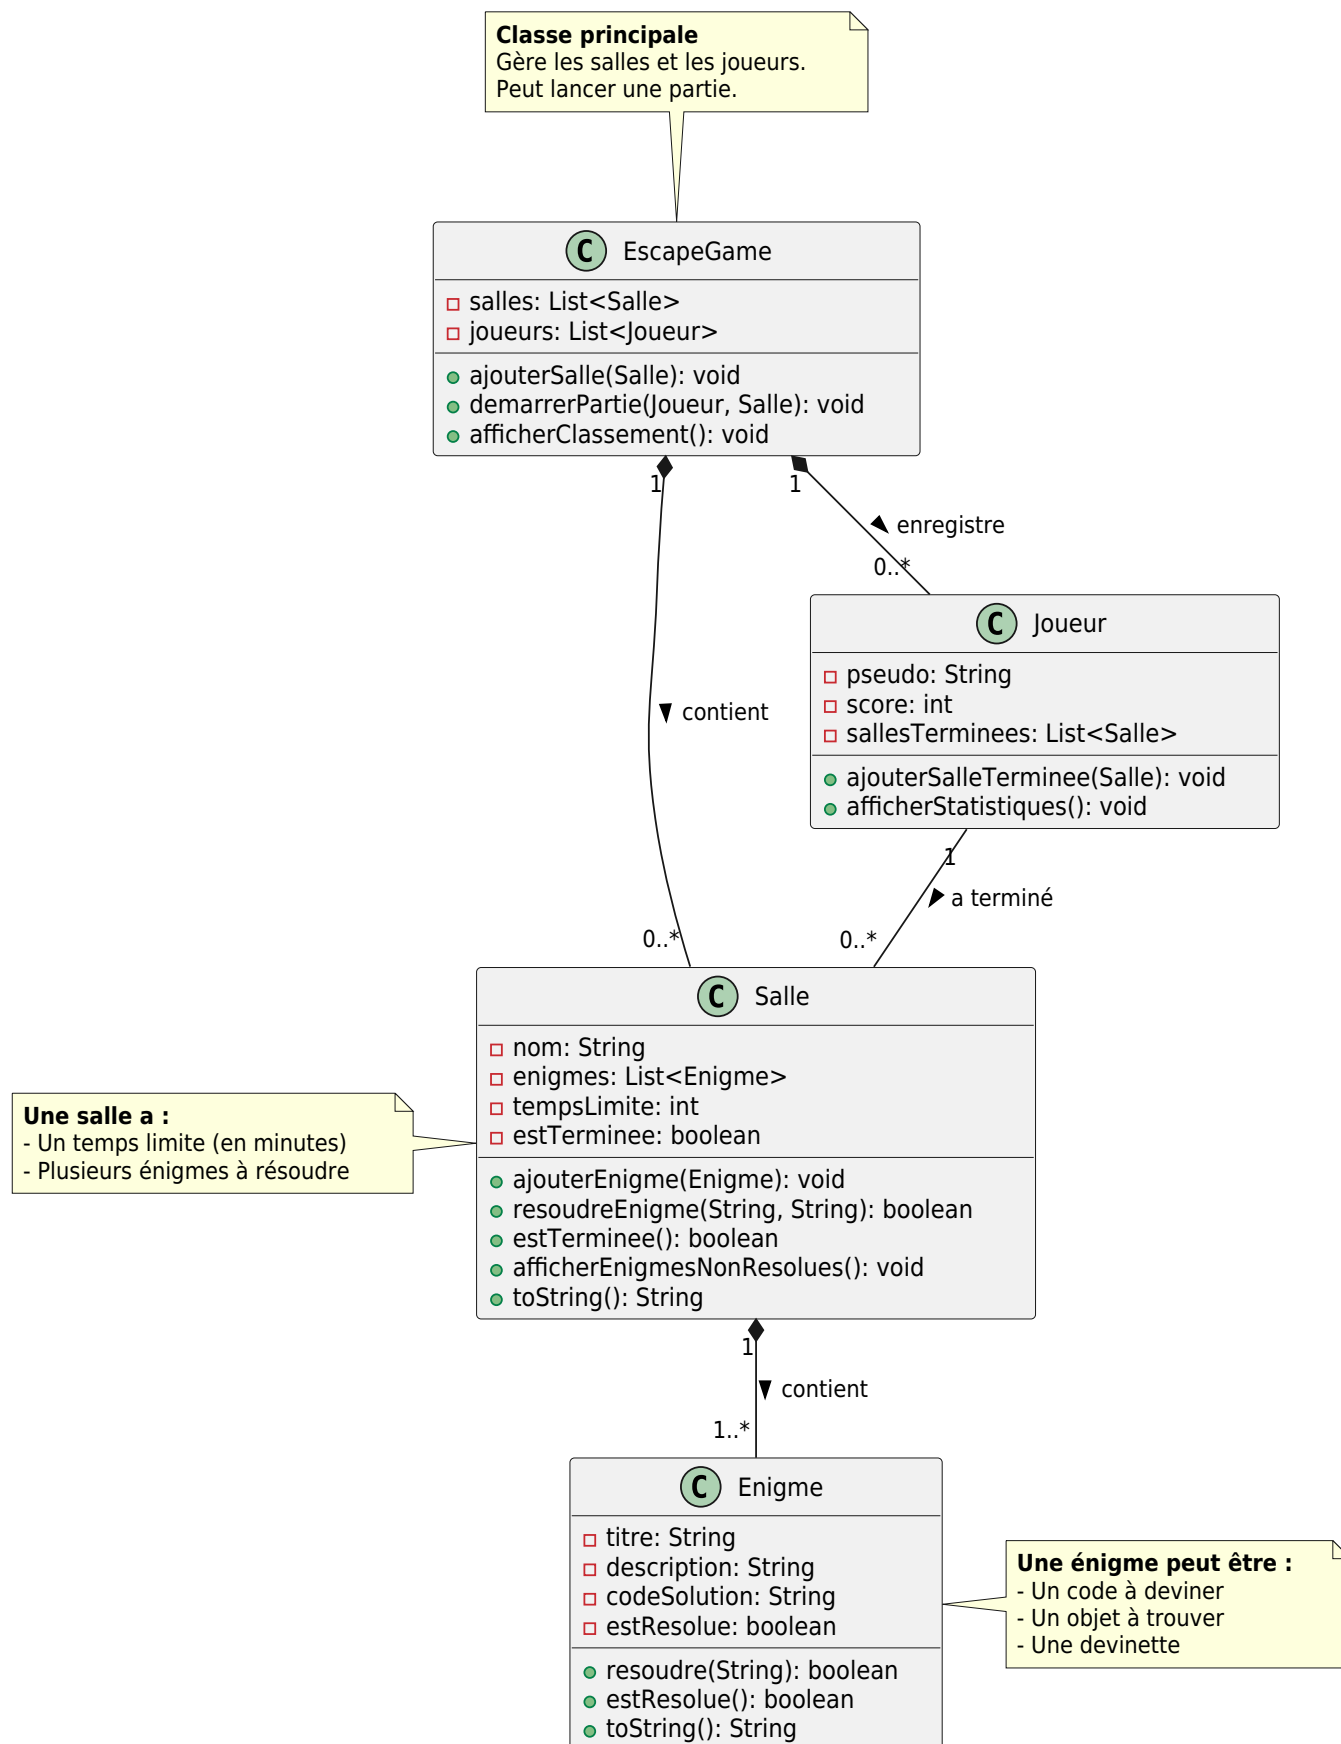 Classe principale
Gère les salles et les joueurs.
Peut lancer une partie.
C EscapeGame
salles: List<Salle>
joueurs: List<Joueur>
ajouterSalle(Salle): void
demarrerPartie(Joueur, Salle): void
afficherClassement(): void
1
1
enregistre
0..*
C Joueur
pseudo: String
score: int
sallesTerminees: List<Salle>
ajouterSalleTerminee(Salle): void
afficherStatistiques(): void
contient
1
a terminé
0..*
0..*
C Salle
nom: String
enigmes: List<Enigme>
tempsLimite: int
estTerminee: boolean
ajouterEnigme(Enigme): void
resoudreEnigme(String, String): boolean
estTerminee(): boolean
afficherEnigmesNonResolues(): void
toString(): String
Une salle a :
- Un temps limite (en minutes)
- Plusieurs énigmes à résoudre
1
contient
1..*
C Enigme
titre: String
description: String
codeSolution: String
estResolue: boolean
resoudre(String): boolean
estResolue(): boolean
toString(): String
Une énigme peut être :
- Un code à deviner
- Un objet à trouver
- Une devinette